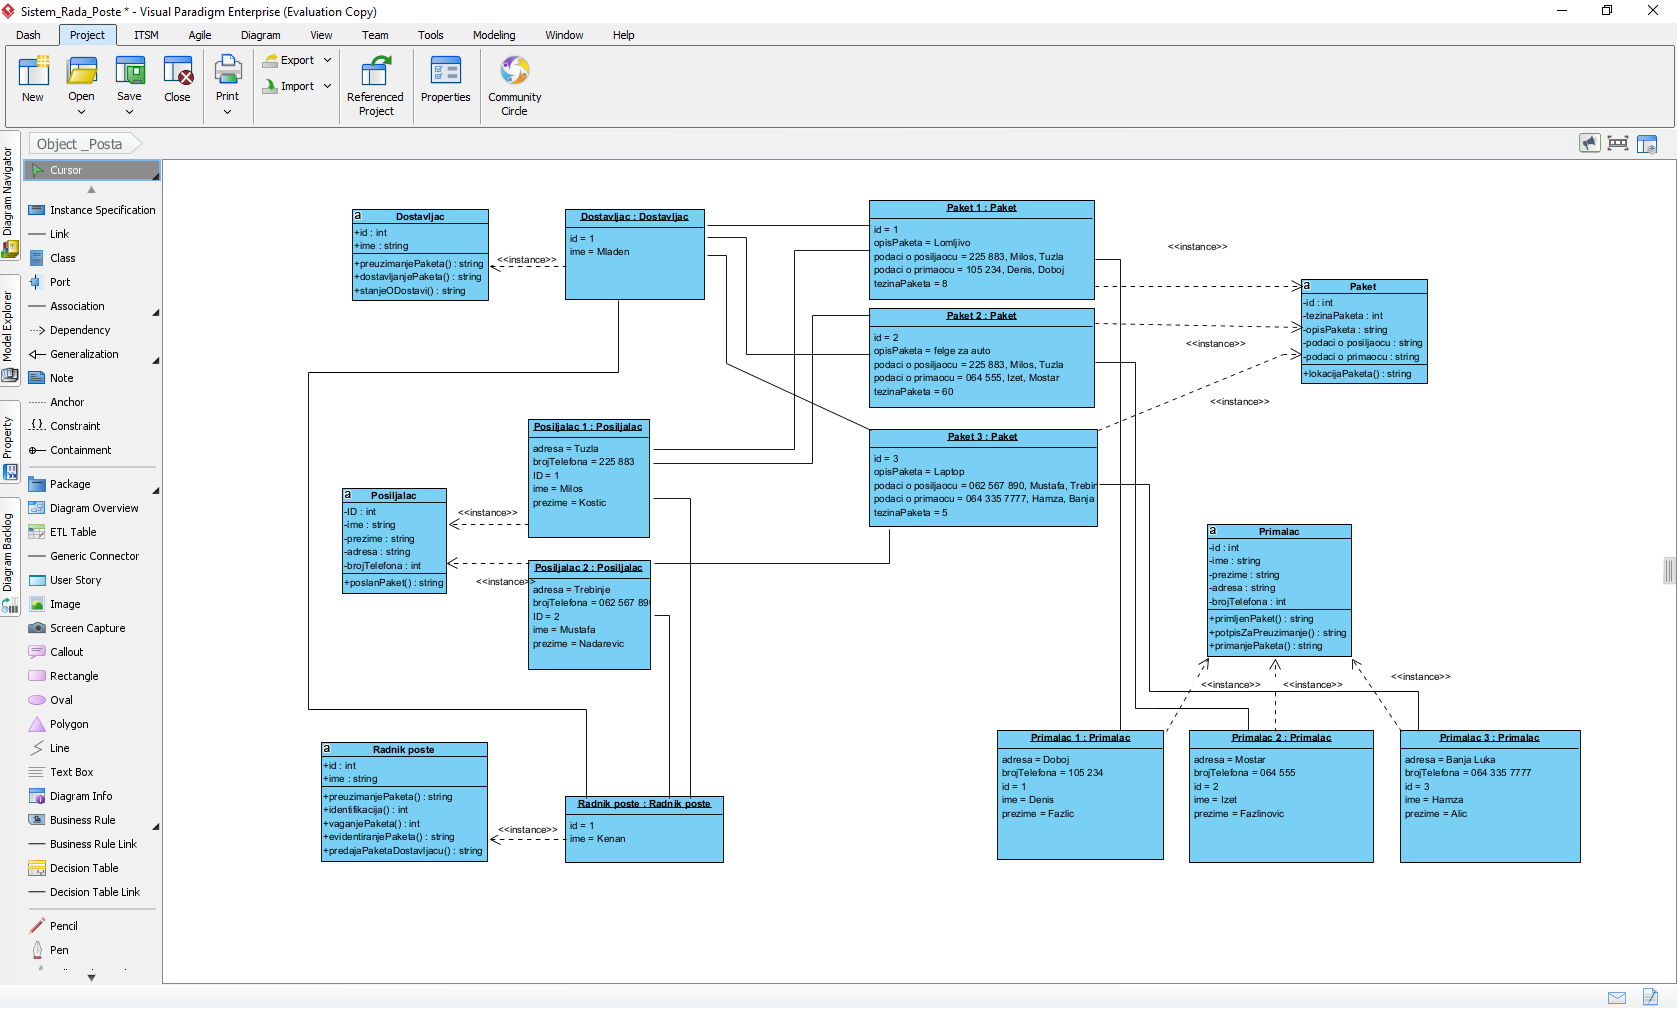 Sistem_Rada_Poste * - Visual Paradigm Enterprise (Evaluation Copy)
Dash Project ITSM Agile Diagram View Team Tools Modeling Window Help
New Open Save Close Print Export Import Referenced Project Properties Community Circle
Object _Posta
Diagram Navigator
Model Explorer
Property
Diagram Backlog
Cursor
Instance Specification
Link
Class
Port
Association
Dependency
Generalization
Note
Anchor
Constraint
Containment
Package
Diagram Overview
ETL Table
Generic Connector
User Story
Image
Screen Capture
Callout
Rectangle
Oval
Polygon
Line
Text Box
Diagram Info
Business Rule
Business Rule Link
Decision Table
Decision Table Link
Pencil
Pen
a Dostavljac
+id : int
+ime : string
+preuzimanjePaketa() : string
+dostavljanjePaketa() : string
+stanjeODostavi() : string
<<instance>>
Dostavljac : Dostavljac
id = 1
ime = Mladen
Paket 1 : Paket
id = 1
opisPaketa = Lomljivo
podaci o posiljaocu = 225 883, Milos, Tuzla
podaci o primaocu = 105 234, Denis, Doboj
tezinaPaketa = 8
<<instance>>
Paket 2 : Paket
id = 2
opisPaketa = felge za auto
podaci o posiljaocu = 225 883, Milos, Tuzla
podaci o primaocu = 064 555, Izet, Mostar
tezinaPaketa = 60
<<instance>>
a Paket
-id : int
-tezinaPaketa : int
-opisPaketa : string
-podaci o posiljaocu : string
-podaci o primaocu : string
+lokacijaPaketa() : string
<<instance>>
Paket 3 : Paket
id = 3
opisPaketa = Laptop
podaci o posiljaocu = 062 567 890, Mustafa, Trebin
podaci o primaocu = 064 335 7777, Hamza, Banja
tezinaPaketa = 5
Posiljalac 1 : Posiljalac
adresa = Tuzla
brojTelefona = 225 883
ID = 1
ime = Milos
prezime = Kostic
a Posiljalac
-ID : int
-ime : string
-prezime : string
-adresa : string
-brojTelefona : int
+poslanPaket() : string
<<instance>>
<<instance>>
Posiljalac 2 : Posiljalac
adresa = Trebinje
brojTelefona = 062 567 890
ID = 2
ime = Mustafa
prezime = Nadarevic
a Primalac
-id : int
-ime : string
-prezime : string
-adresa : string
-brojTelefona : int
+primljenPaket() : string
+potpisZaPreuzimanje() : string
+primanjePaketa() : string
<<instance>>
<<instance>>
<<instance>>
a Radnik poste
+id : int
+ime : string
+preuzimanjePaketa() : string
+identifikacija() : int
+vaganjePaketa() : int
+evidentiranjePaketa() : string
+predajaPaketaDostavljacu() : string
<<instance>>
Radnik poste : Radnik poste
id = 1
ime = Kenan
Primalac 1 : Primalac
adresa = Doboj
brojTelefona = 105 234
id = 1
ime = Denis
prezime = Fazlic
Primalac 2 : Primalac
adresa = Mostar
brojTelefona = 064 555
id = 2
ime = Izet
prezime = Fazlinovic
Primalac 3 : Primalac
adresa = Banja Luka
brojTelefona = 064 335 7777
id = 3
ime = Hamza
prezime = Alic